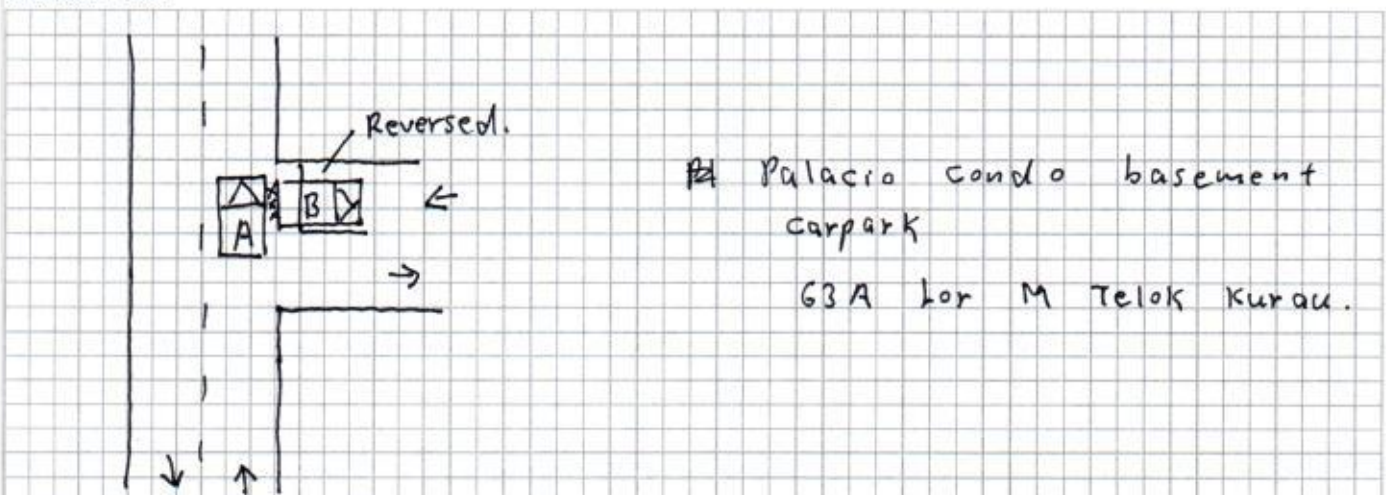 Reversed.
B
A
Palacio condo basement
carpark
63A Lor M Telok Kurau.